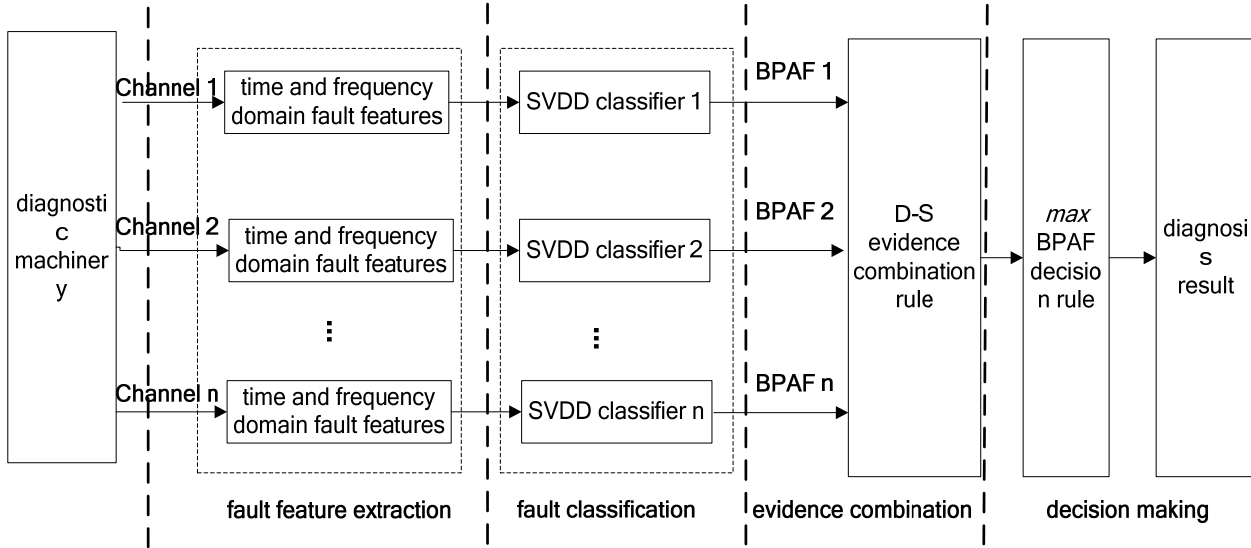 diagnosti
c
machiner
y
Channel 1
time and frequency
domain fault features
SVDD classifier 1
BPAF 1
Channel 2
time and frequency
domain fault features
SVDD classifier 2
BPAF 2
...
...
Channel n
time and frequency
domain fault features
SVDD classifier n
BPAF n
D-S
evidence
combination
rule
max
BPAF
decisio
n rule
diagnosi
s
result
fault feature extraction
fault classification
evidence combination
decision making